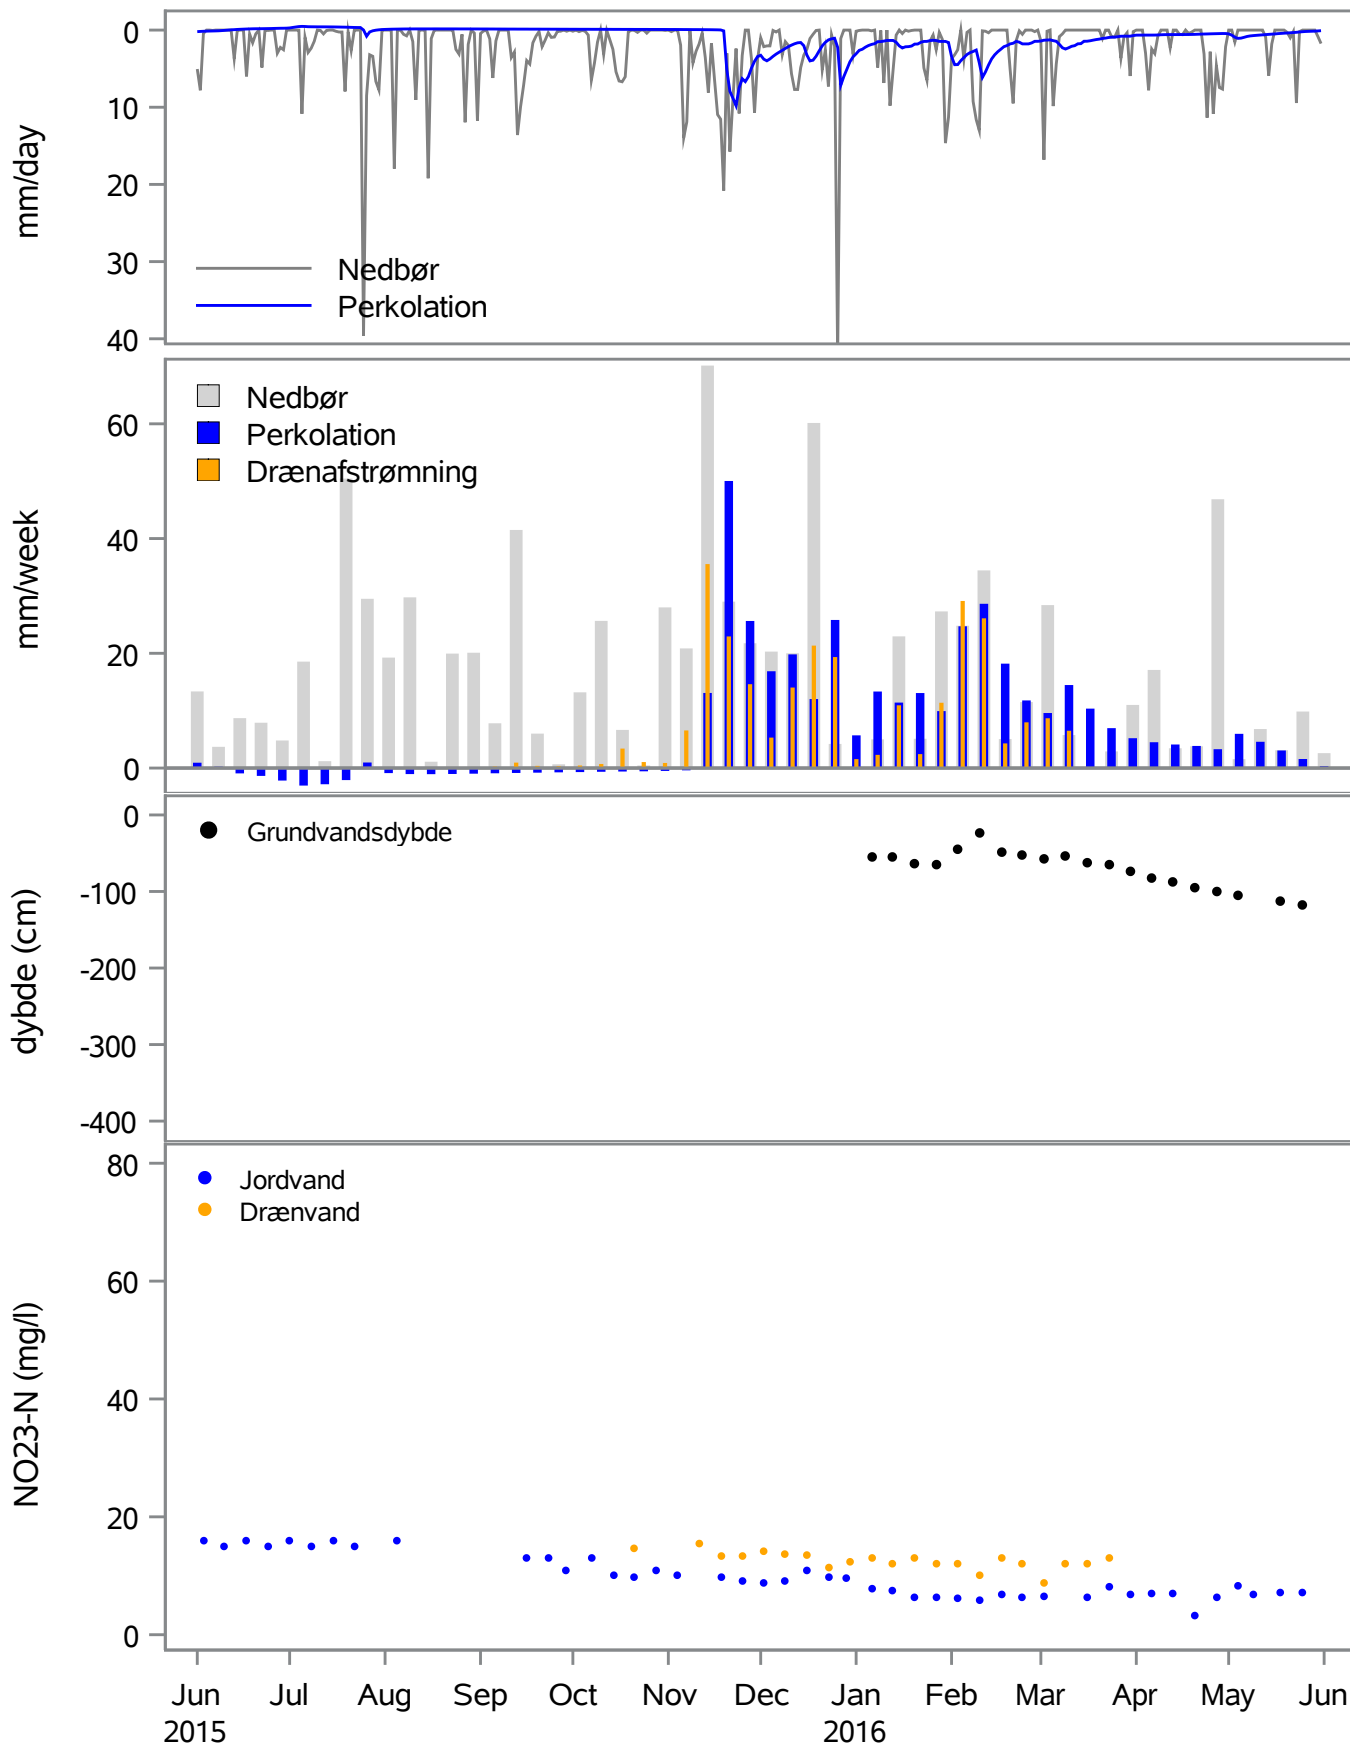 mm/day
0
10
20
30
40
Nedbør
Perkolation
mm/week
60
40
20
0
Nedbør
Perkolation
Drænafstrømning
dybde (cm)
0
-100
-200
-300
-400
Grundvandsdybde
NO23-N (mg/l)
80
60
40
20
0
Jordvand
Drænvand
Jun Jul Aug Sep Oct Nov Dec Jan Feb Mar Apr May Jun
2015 2016